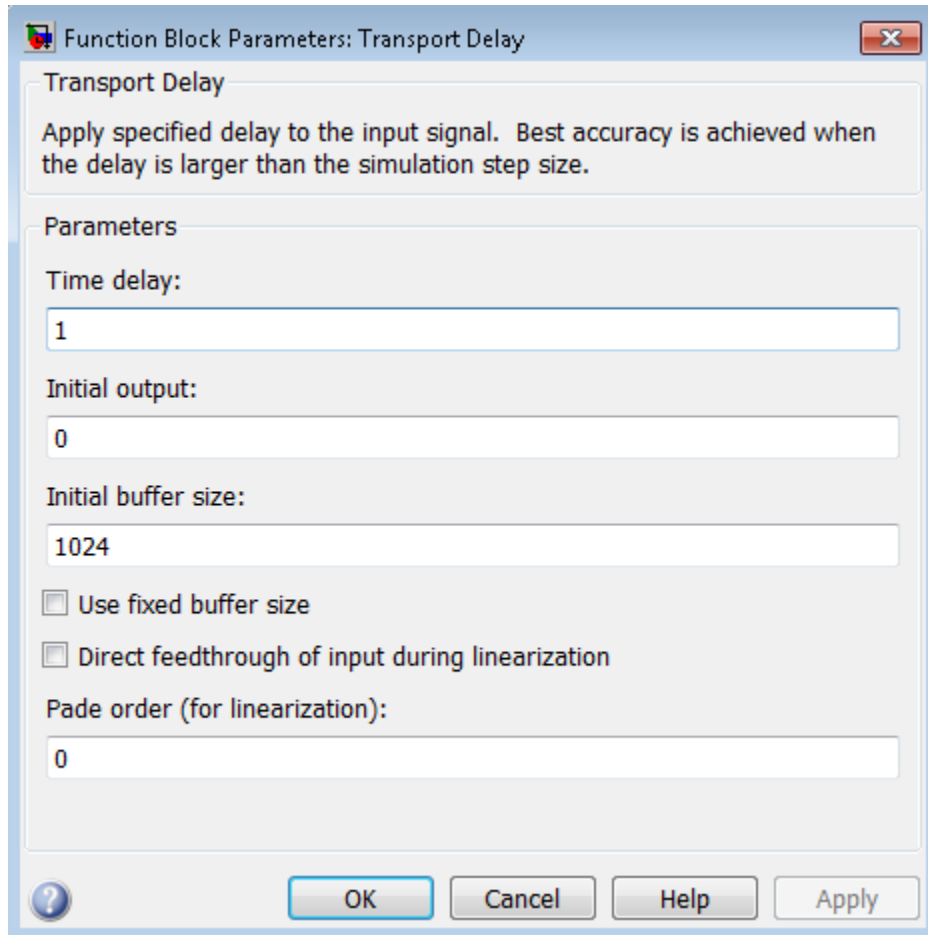 Function Block Parameters: Transport Delay
Transport Delay
Apply specified delay to the input signal.  Best accuracy is achieved when
the delay is larger than the simulation step size.
Parameters
Time delay:
1
Initial output:
0
Initial buffer size:
1024
Use fixed buffer size
Direct feedthrough of input during linearization
Pade order (for linearization):
0
? OK Cancel Help Apply